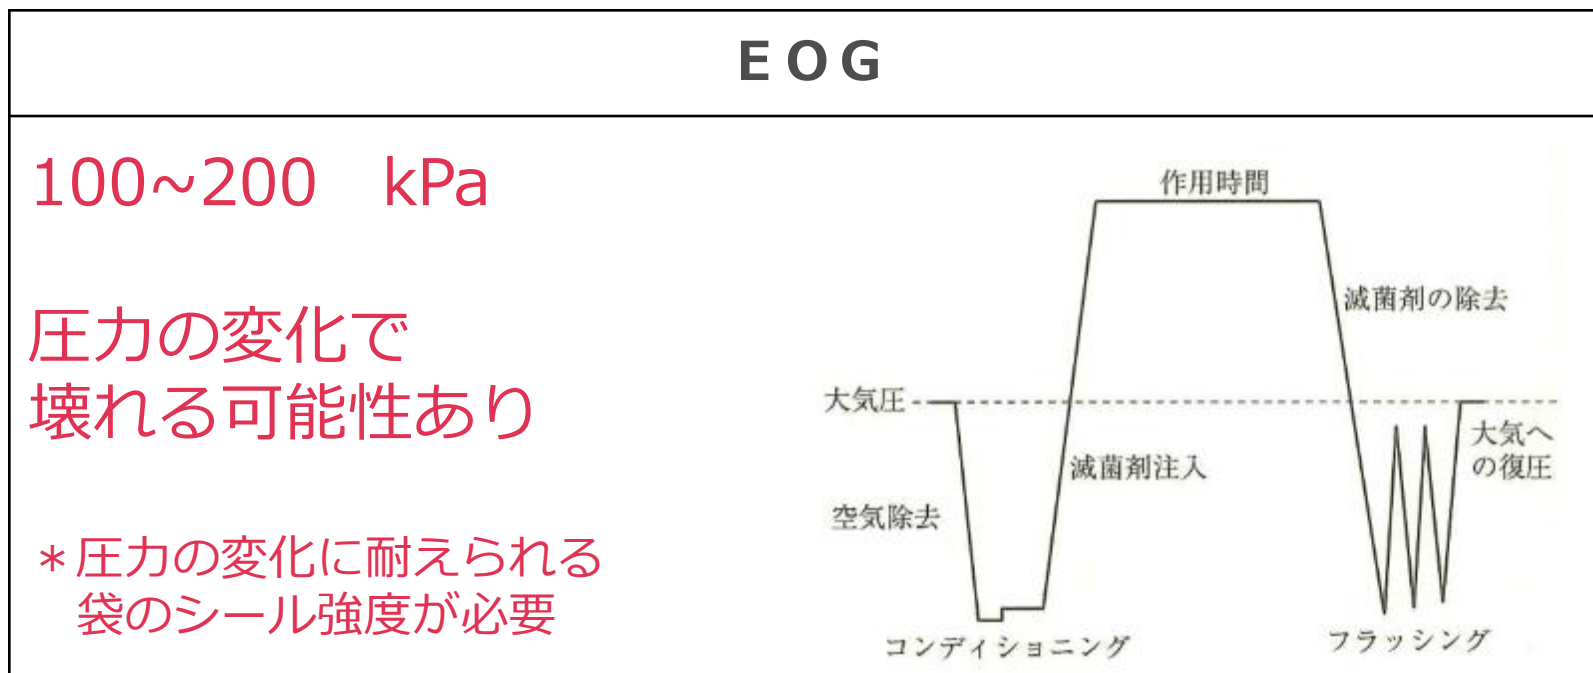 EOG
100~200　kPa
圧力の変化で
壊れる可能性あり
＊圧力の変化に耐えられる
袋のシール強度が必要
作用時間
滅菌剤の除去
大気圧
大気へ
の復圧
滅菌剤注入
空気除去
コンディショニング
フラッシング